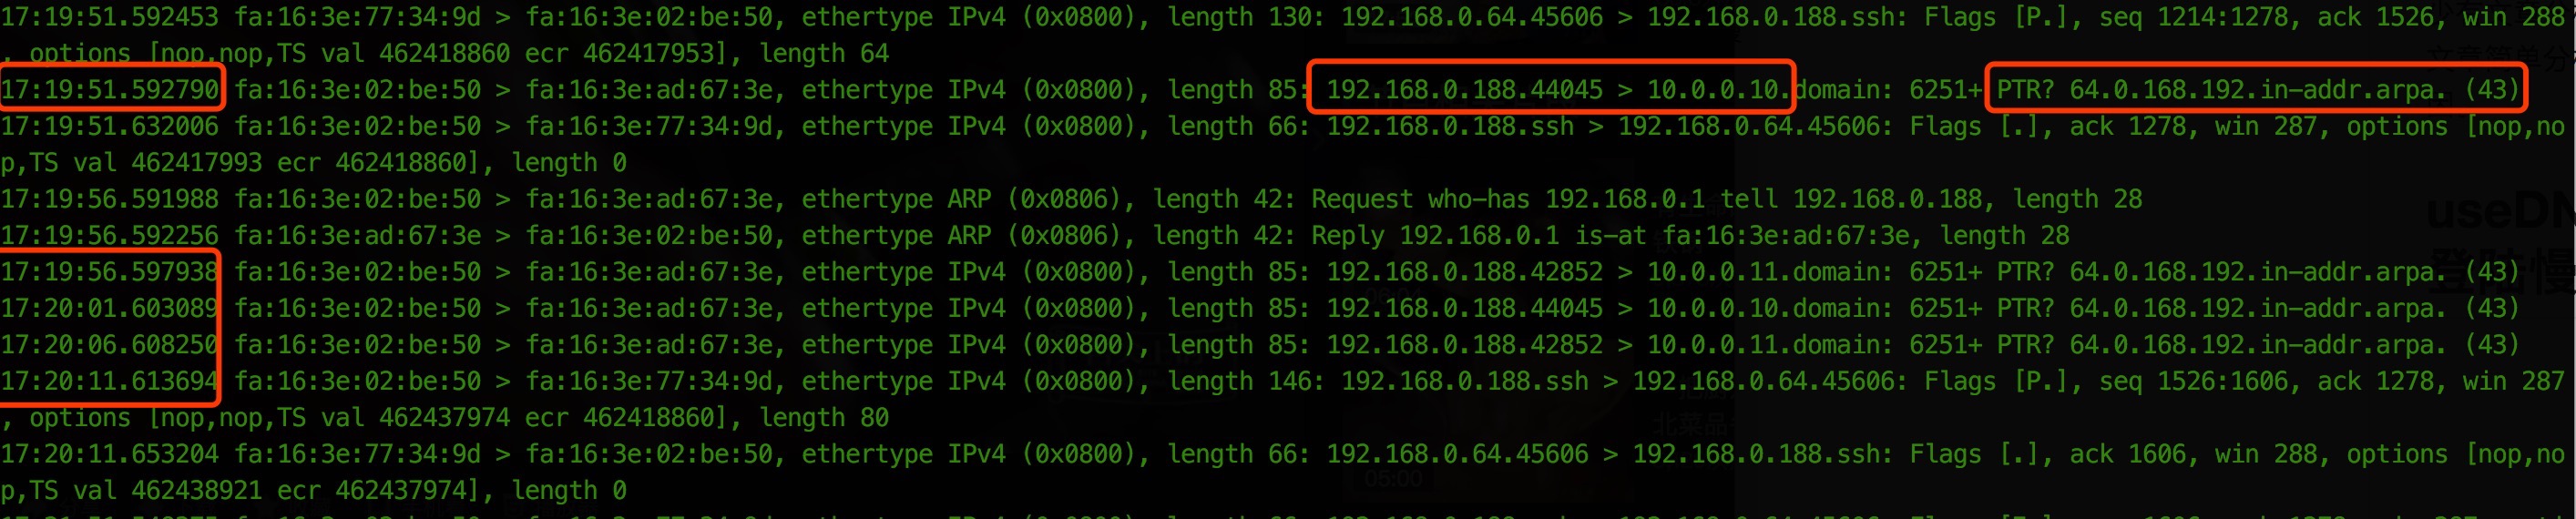 17:19:51.592453 fa:16:3e:77:34:9d > fa:16:3e:02:be:50, ethertype IPv4 (0x0800), length 130: 192.168.0.64.45606 > 192.168.0.188.ssh: Flags [P.], seq 1214:1278, ack 1526, win 288
, options [nop,nop,TS val 462418860 ecr 462417953], length 64
17:19:51.592790 fa:16:3e:02:be:50 > fa:16:3e:ad:67:3e, ethertype IPv4 (0x0800), length 85: 192.168.0.188.44045 > 10.0.0.10.domain: 6251+ PTR? 64.0.168.192.in-addr.arpa. (43)
17:19:51.632006 fa:16:3e:02:be:50 > fa:16:3e:77:34:9d, ethertype IPv4 (0x0800), length 66: 192.168.0.188.ssh > 192.168.0.64.45606: Flags [.], ack 1278, win 287, options [nop,no
p,TS val 462417993 ecr 462418860], length 0
17:19:56.591988 fa:16:3e:02:be:50 > fa:16:3e:ad:67:3e, ethertype ARP (0x0806), length 42: Request who-has 192.168.0.1 tell 192.168.0.188, length 28
17:19:56.592256 fa:16:3e:ad:67:3e > fa:16:3e:02:be:50, ethertype ARP (0x0806), length 42: Reply 192.168.0.1 is-at fa:16:3e:ad:67:3e, length 28
17:19:56.597938 fa:16:3e:02:be:50 > fa:16:3e:ad:67:3e, ethertype IPv4 (0x0800), length 85: 192.168.0.188.42852 > 10.0.0.11.domain: 6251+ PTR? 64.0.168.192.in-addr.arpa. (43)
17:20:01.603089 fa:16:3e:02:be:50 > fa:16:3e:ad:67:3e, ethertype IPv4 (0x0800), length 85: 192.168.0.188.44045 > 10.0.0.10.domain: 6251+ PTR? 64.0.168.192.in-addr.arpa. (43)
17:20:06.608250 fa:16:3e:02:be:50 > fa:16:3e:ad:67:3e, ethertype IPv4 (0x0800), length 85: 192.168.0.188.42852 > 10.0.0.11.domain: 6251+ PTR? 64.0.168.192.in-addr.arpa. (43)
17:20:11.613694 fa:16:3e:02:be:50 > fa:16:3e:77:34:9d, ethertype IPv4 (0x0800), length 146: 192.168.0.188.ssh > 192.168.0.64.45606: Flags [P.], seq 1526:1606, ack 1278, win 287
, options [nop,nop,TS val 462437974 ecr 462418860], length 80
17:20:11.653204 fa:16:3e:77:34:9d > fa:16:3e:02:be:50, ethertype IPv4 (0x0800), length 66: 192.168.0.64.45606 > 192.168.0.188.ssh: Flags [.], ack 1606, win 288, options [nop,no
p,TS val 462438921 ecr 462437974], length 0
useDN
登陆慢
05:00